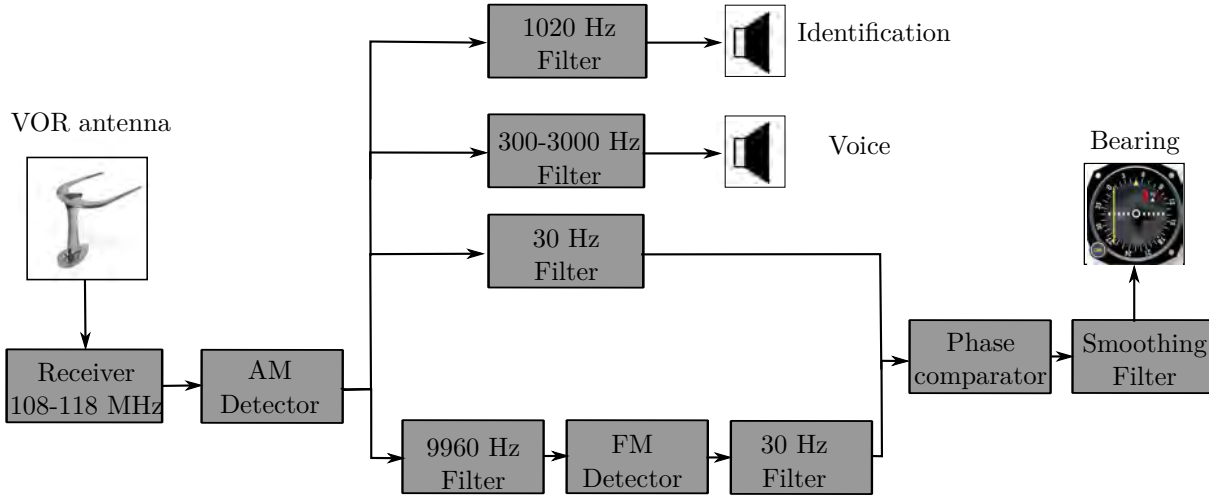 1020 Hz
Filter
Identification
VOR antenna
300-3000 Hz
Filter
Voice
Bearing
30 Hz
Filter
Receiver
108-118 MHz
AM
Detector
Phase
comparator
Smoothing
Filter
9960 Hz
Filter
FM
Detector
30 Hz
Filter